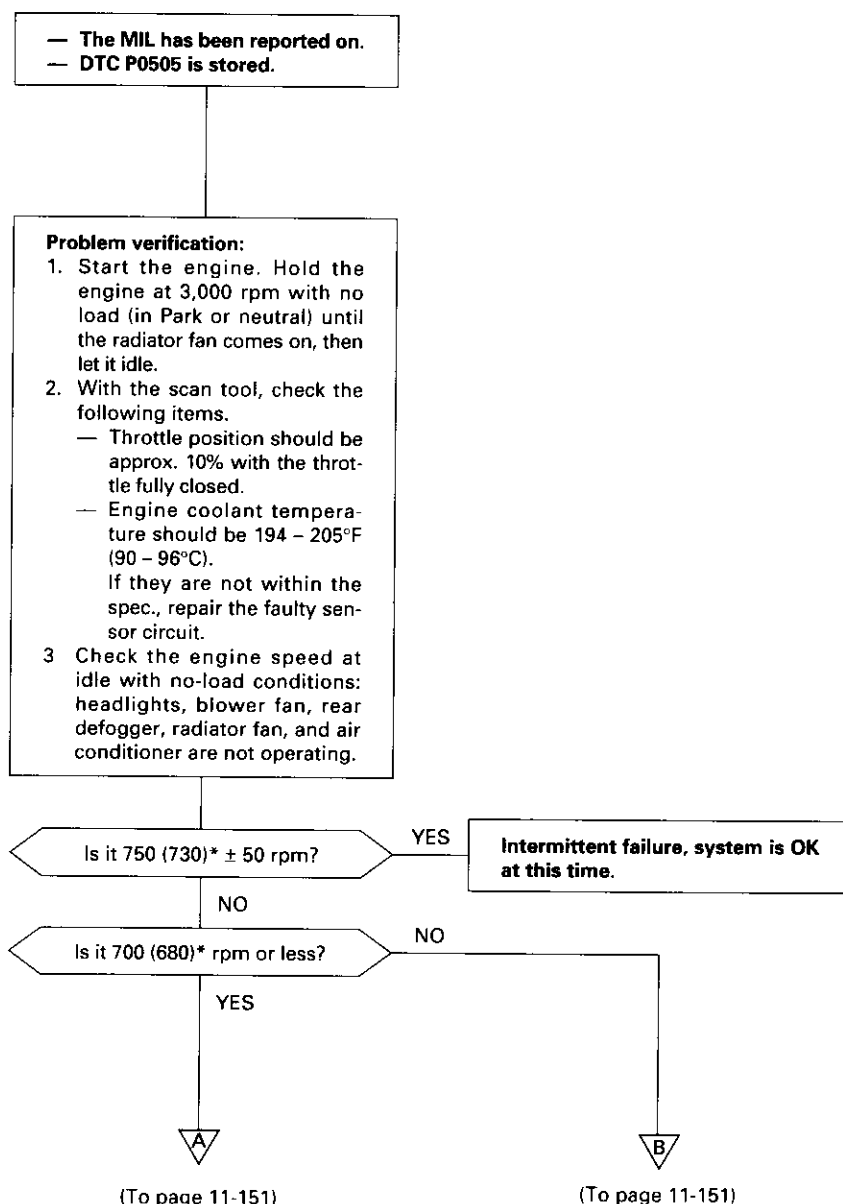 — The MIL has been reported on.
— DTC P0505 is stored.
Problem verification:
1. Start the engine. Hold the
engine at 3,000 rpm with no
load (in Park or neutral) until
the radiator fan comes on, then
let it idle.
2. With the scan tool, check the
following items.
— Throttle position should be
approx. 10% with the throt-
tle fully closed.
— Engine coolant tempera-
ture should be 194 – 205°F
(90 – 96°C).
If they are not within the
spec., repair the faulty sen-
sor circuit.
3 Check the engine speed at
idle with no-load conditions:
headlights, blower fan, rear
defogger, radiator fan, and air
conditioner are not operating.
Is it 750 (730)* ± 50 rpm?
YES
Intermittent failure, system is OK
at this time.
NO
Is it 700 (680)* rpm or less?
NO
YES
A
B
(To page 11-151)
(To page 11-151)